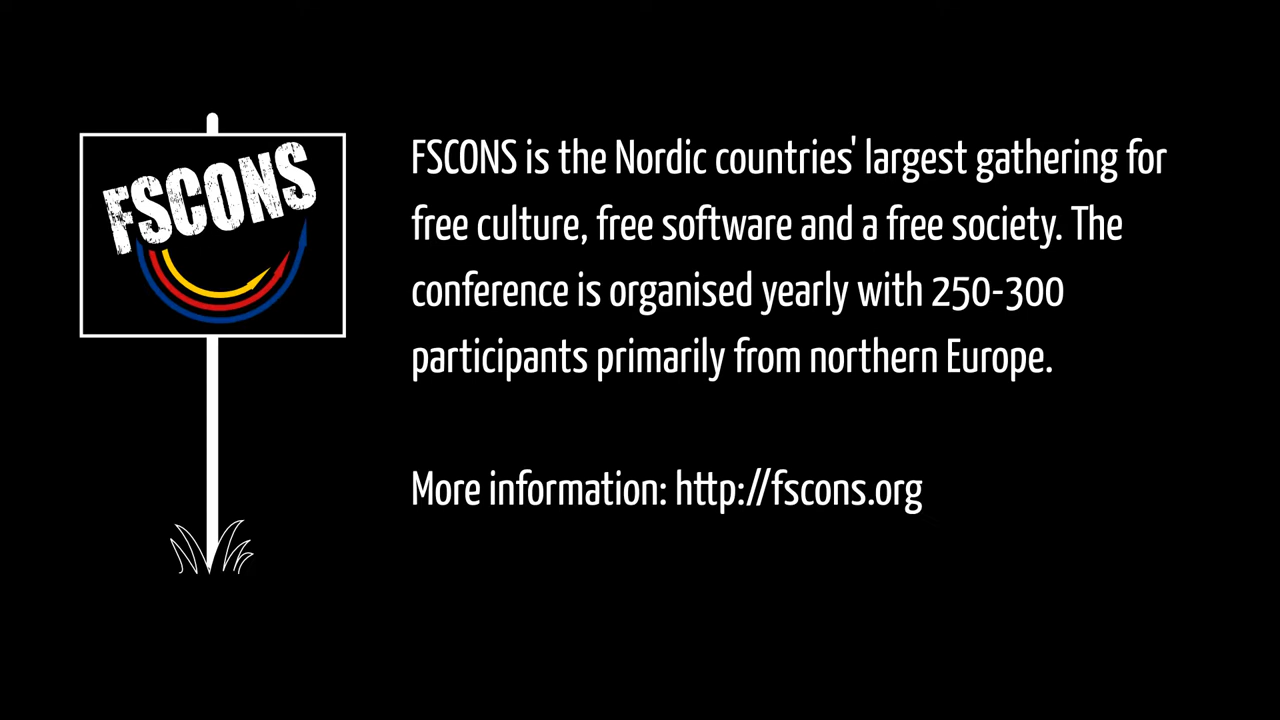 FSCONS
FSCONS is the Nordic countries' largest gathering for
free culture, free software and a free society. The
conference is organised yearly with 250-300
participants primarily from northern Europe.
More information: http://fscons.org